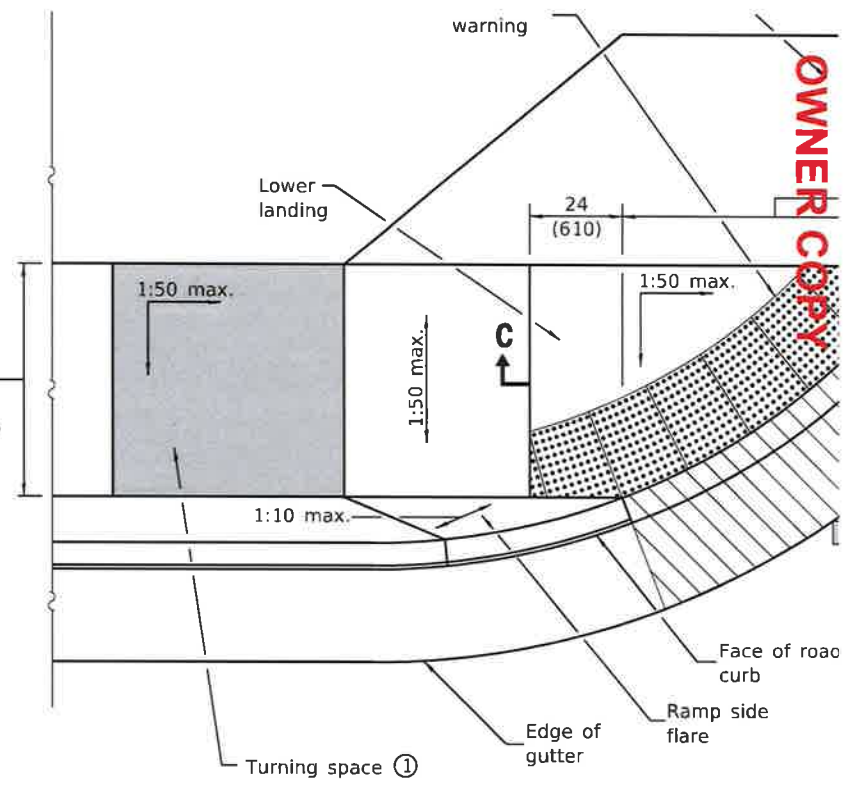 warning
OWNER COPY
Lower
landing
24
(610)
1:50 max.
1:50 max.
1:50 max.
C
1:10 max.
Face of road
curb
Ramp side
flare
Edge of
gutter
Turning space ①